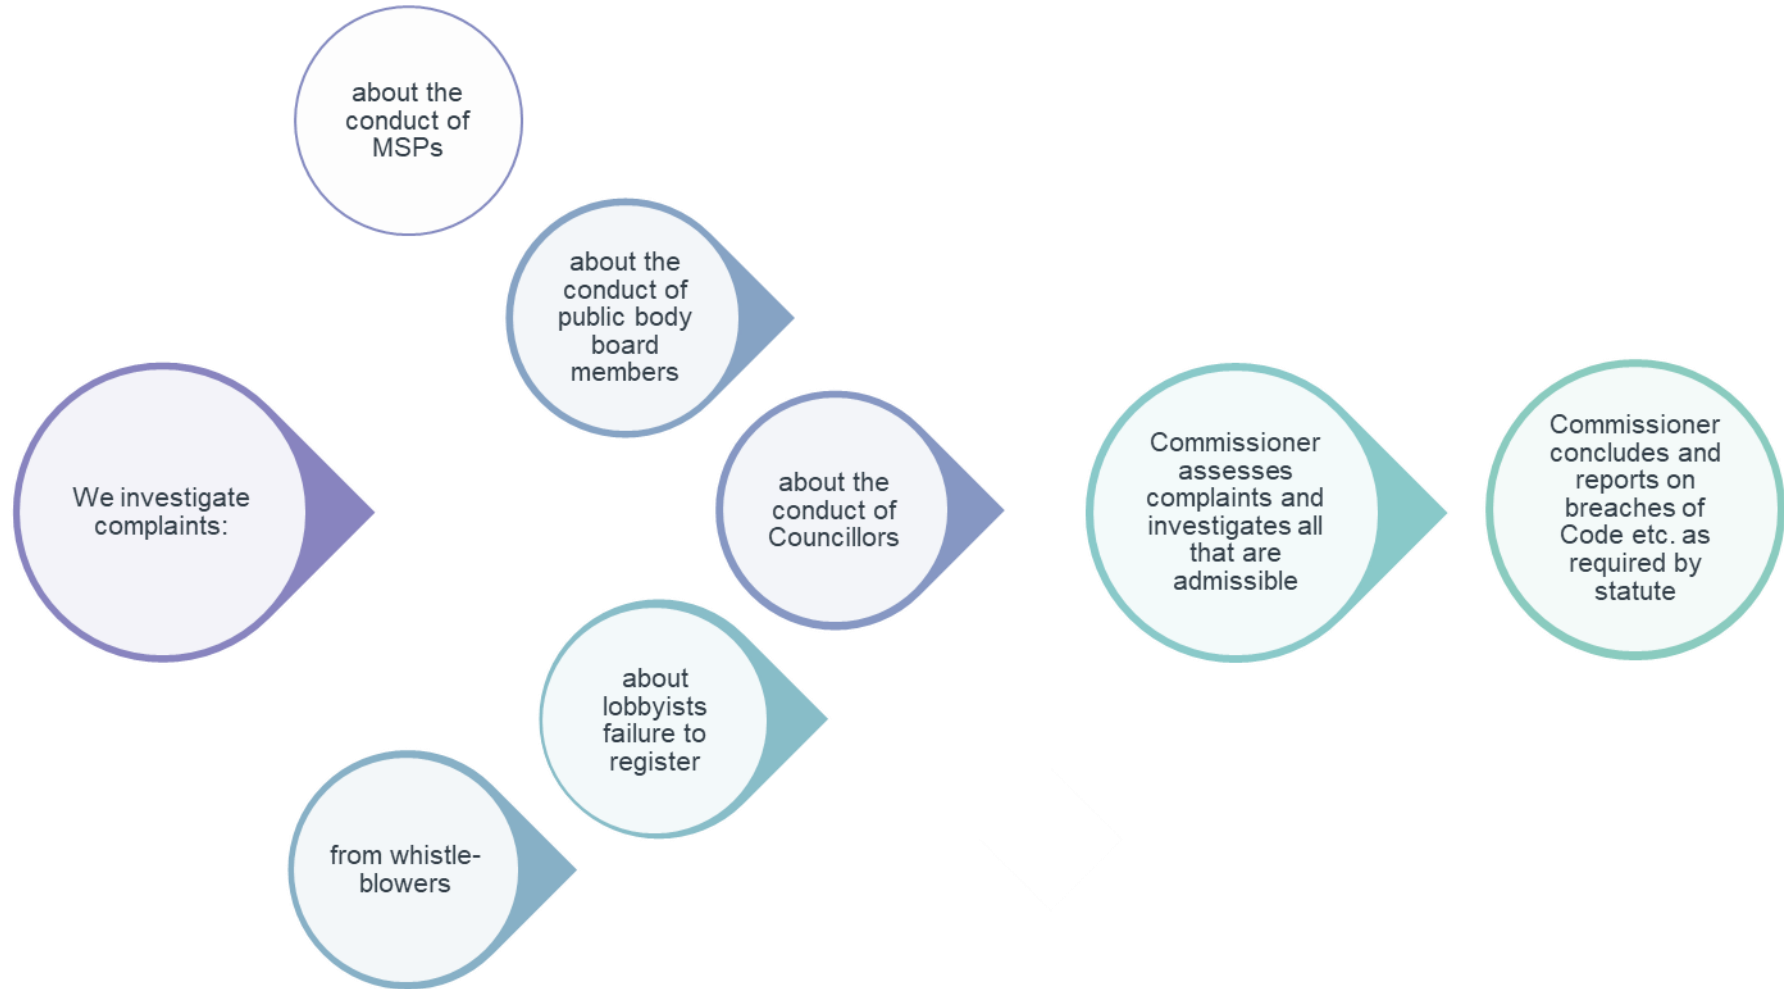 We investigate
complaints:
about the
conduct of
MSPs
about the
conduct of
public body
board
members
about the
conduct of
Councillors
about
lobbyists
failure to
register
from whistle-
blowers
Commissioner
assesses
complaints and
investigates all
that are
admissible
Commissioner
concludes and
reports on
breaches of
Code etc. as
required by
statute